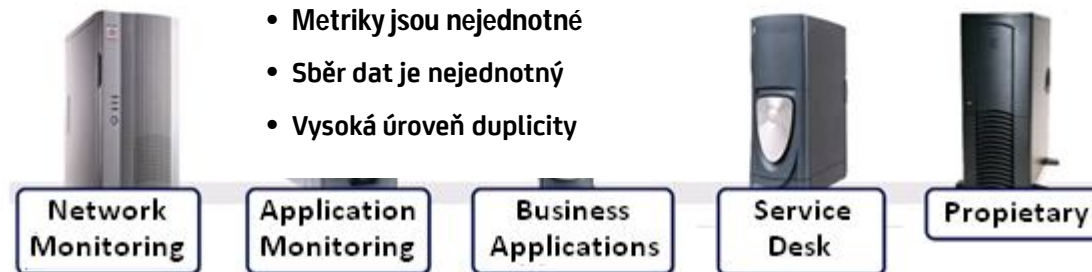 • Metriky jsou nejednotné
• Sběr dat je nejednotný
• Vysoká úroveň duplicity
Network
Monitoring
Application
Monitoring
Business
Applications
Service
Desk
Propietary